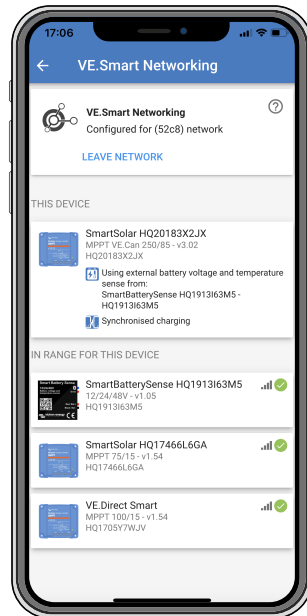 17:06
VE.Smart Networking
VE.Smart Networking
Configured for (52c8) network
LEAVE NETWORK
THIS DEVICE
SmartSolar HQ20183X2JX
MPPT VE.Can 250/85 - v3.02
HQ20183X2JX
Using external battery voltage and temperature
sense from:
SmartBatterySense HQ1913I63M5 -
HQ1913I63M5
Synchronised charging
IN RANGE FOR THIS DEVICE
SmartBatterySense HQ1913I63M5
12/24/48V - v1.05
HQ1913I63M5
SmartSolar HQ17466L6GA
MPPT 75/15 - v1.54
HQ17466L6GA
VE.Direct Smart
MPPT 100/15 - v1.54
HQ1705Y7WJV